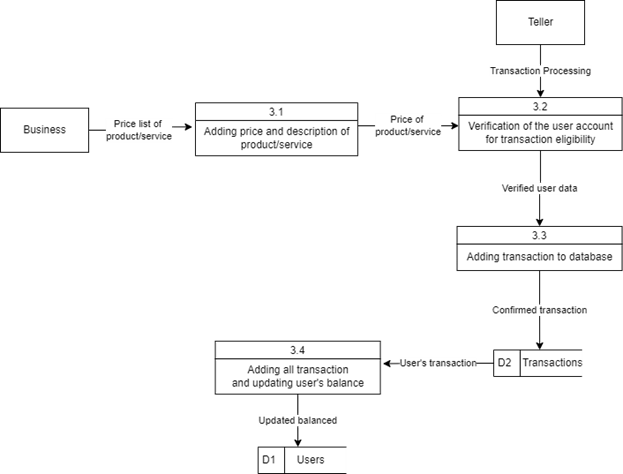 Teller
Transaction Processing
Business
Price list of
product/service
3.1
Adding price and description of
product/service
Price of
product/service
3.2
Verification of the user account
for transaction eligibility
Verified user data
3.3
Adding transaction to database
Confirmed transaction
D2
Transactions
User's transaction
3.4
Adding all transaction
and updating user's balance
Updated balanced
D1
Users